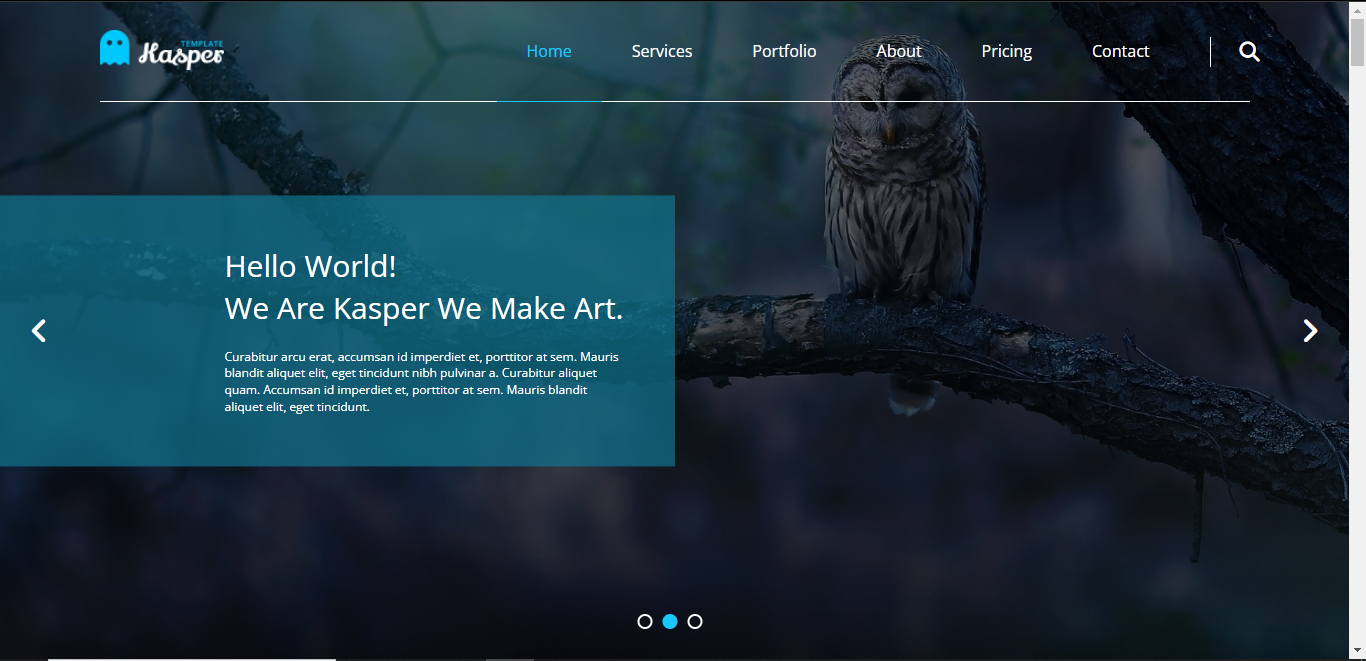 TEMPLATE
Kasper
Home Services Portfolio About Pricing Contact
Hello World!
We Are Kasper We Make Art.
Curabitur arcu erat, accumsan id imperdiet et, porttitor at sem. Mauris
blandit aliquet elit, eget tincidunt nibh pulvinar a. Curabitur aliquet
quam. Accumsan id imperdiet et, porttitor at sem. Mauris blandit
aliquet elit, eget tincidunt.